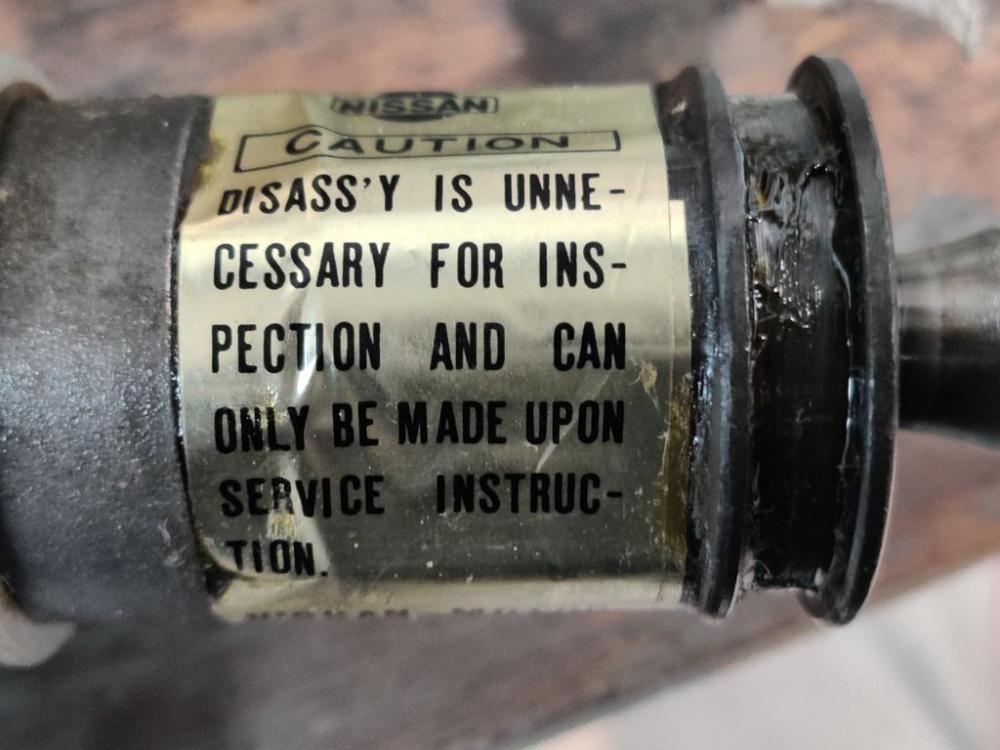 NISSAN
CAUTION
DISASS'Y IS UNNE-
CESSARY FOR INS-
PECTION AND CAN
ONLY BE MADE UPON
SERVICE INSTRUC-
TION.